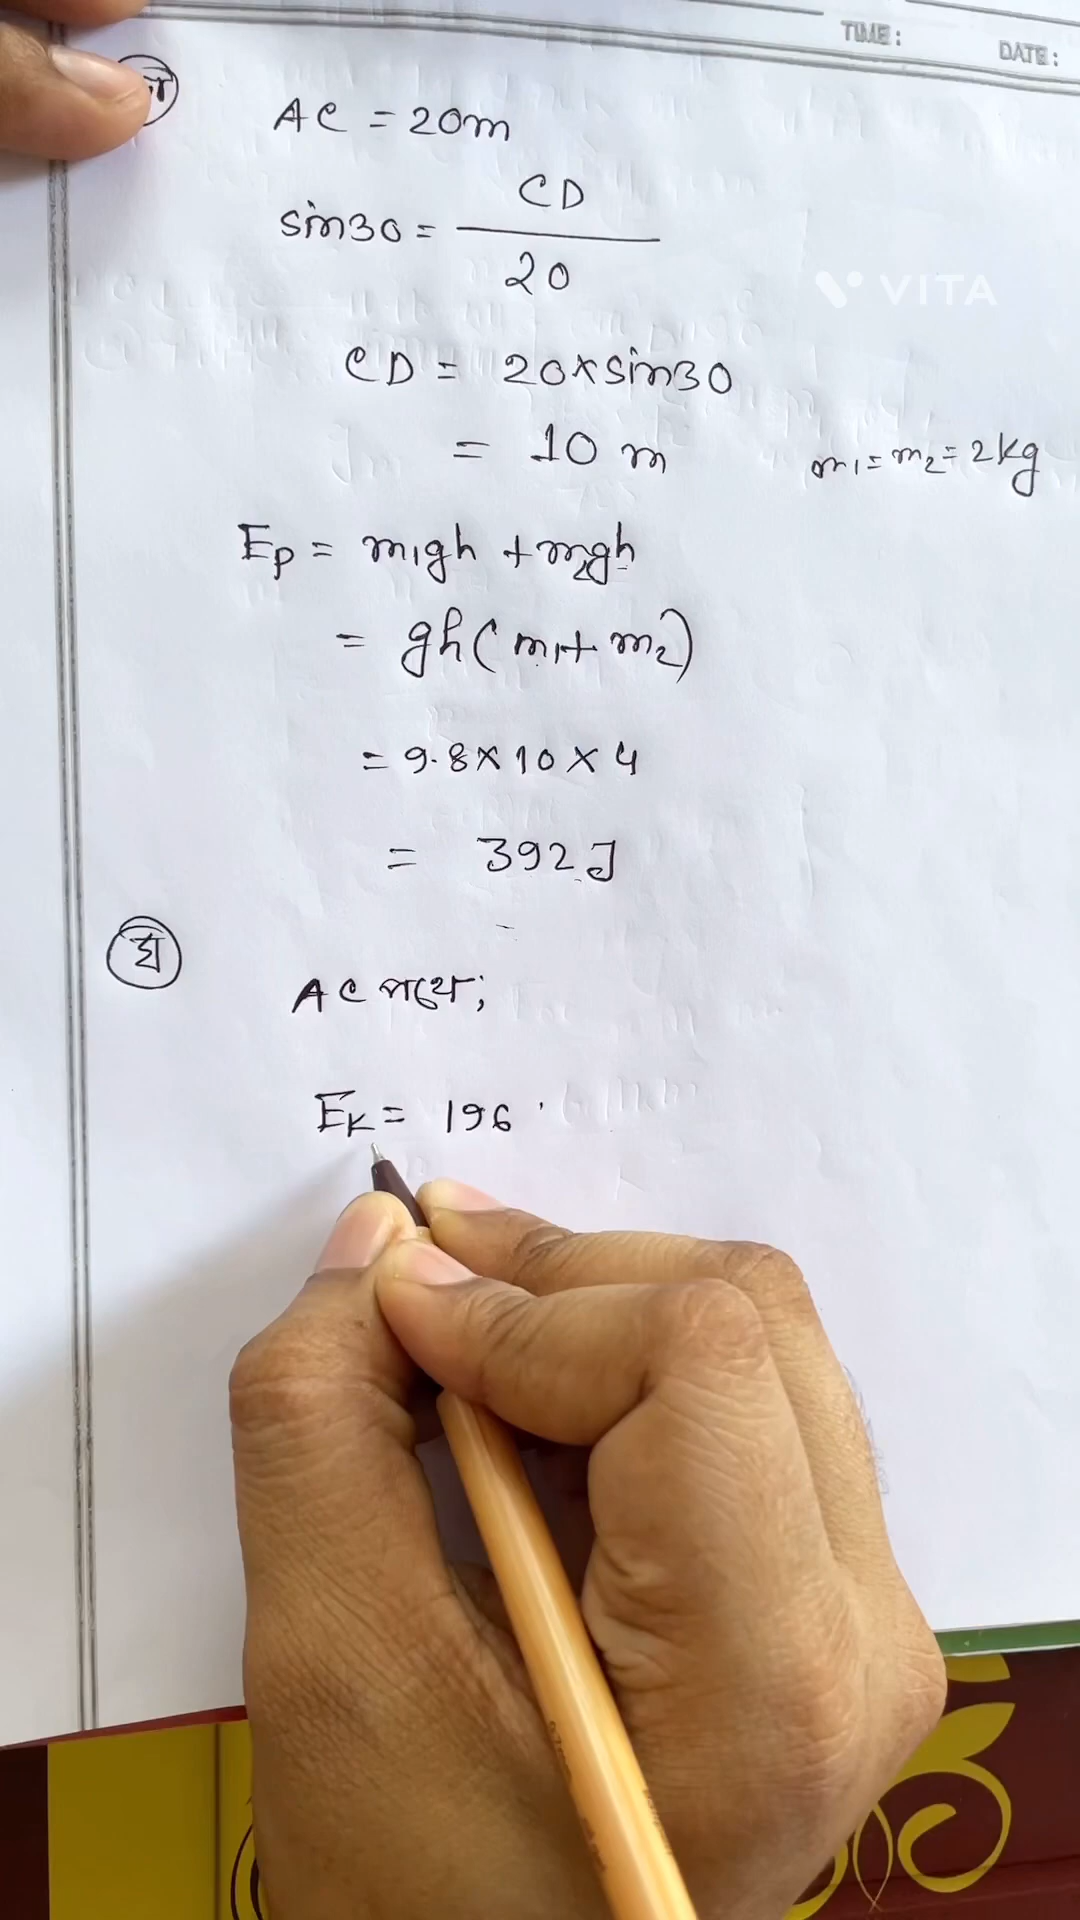 TIME :
DATE :
AC = 20m
sin30 = CD
20
VITA
CD = 20×sin30
= 10 m
m1 = m2 = 2kg
Ep = m1gh + m2gh
= gh(m1+m2)
= 9.8×10×4
= 392J
ঘ
AC পথে;
EK = 196